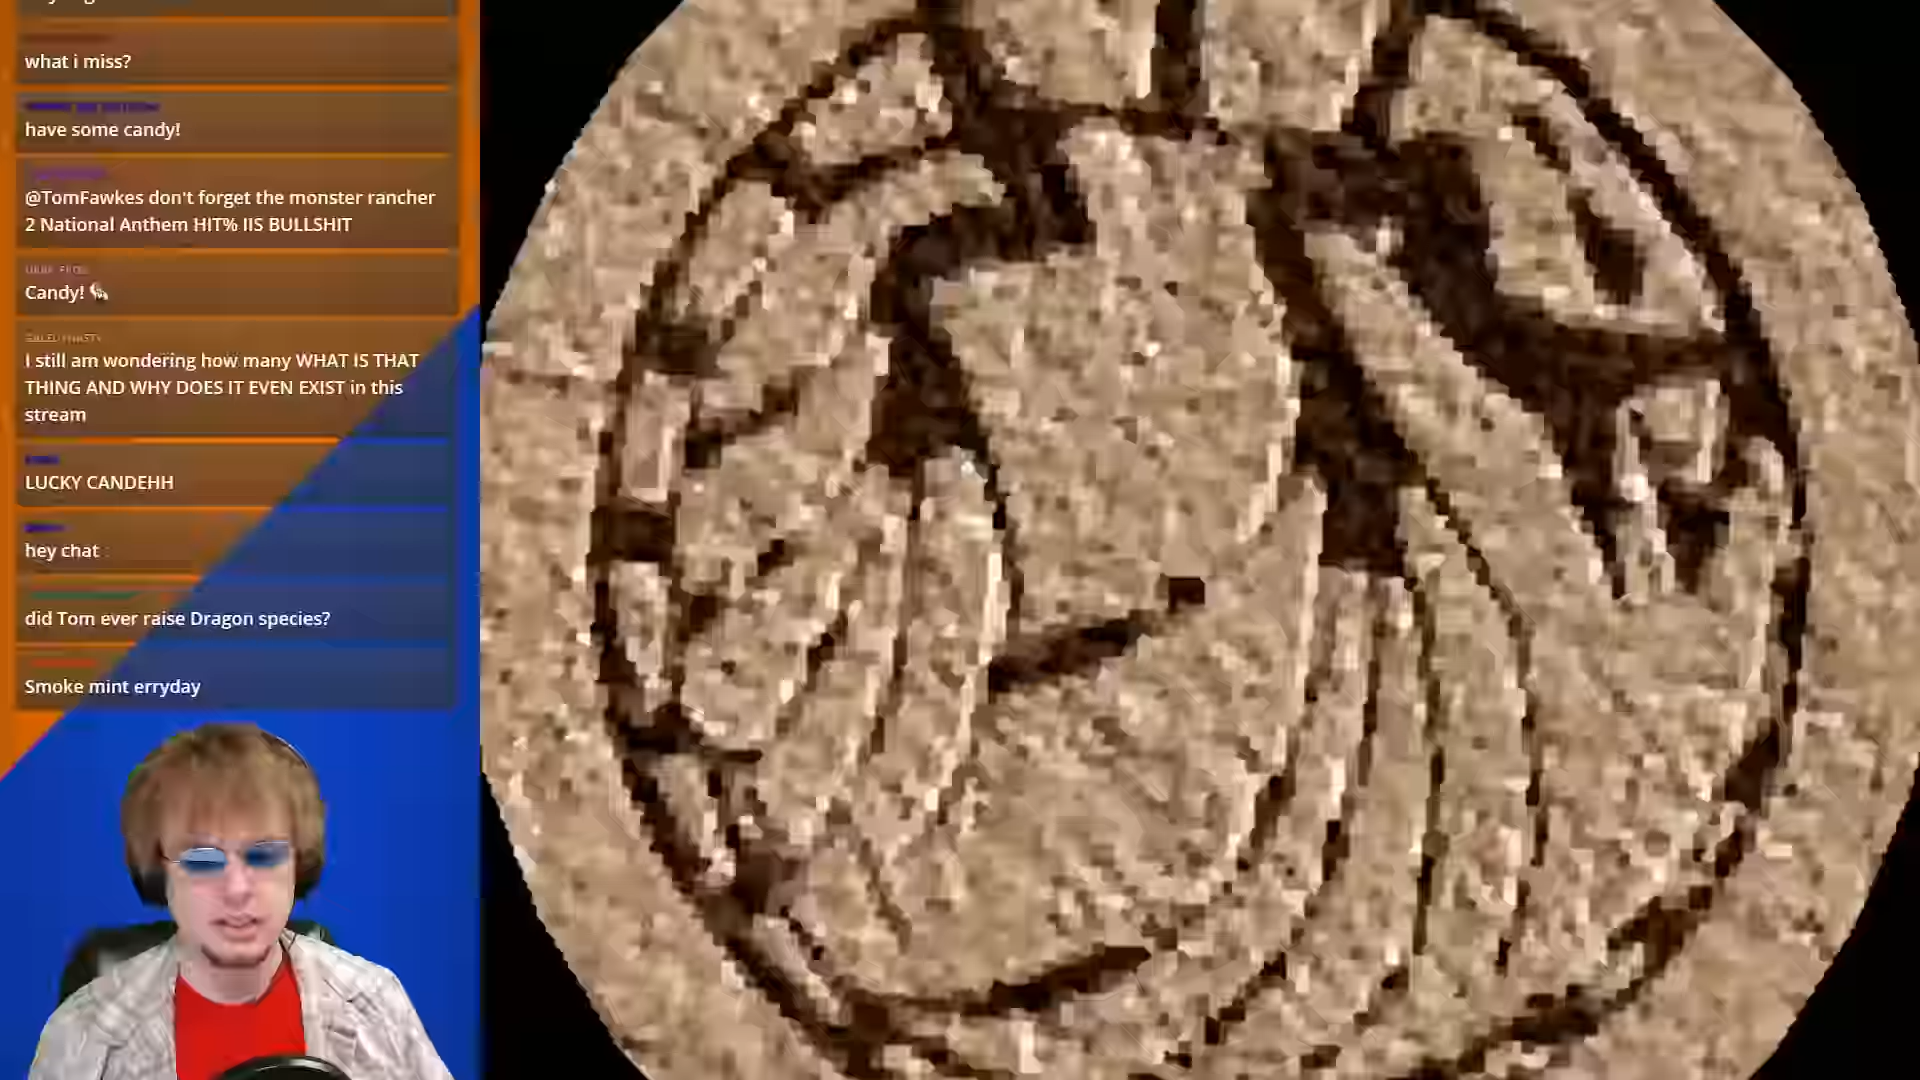 what i miss?
have some candy!
@TomFawkes don't forget the monster rancher
2 National Anthem HIT% IIS BULLSHIT
Candy!
I still am wondering how many WHAT IS THAT
THING AND WHY DOES IT EVEN EXIST in this
stream
LUCKY CANDEHH
hey chat
did Tom ever raise Dragon species?
Smoke mint erryday